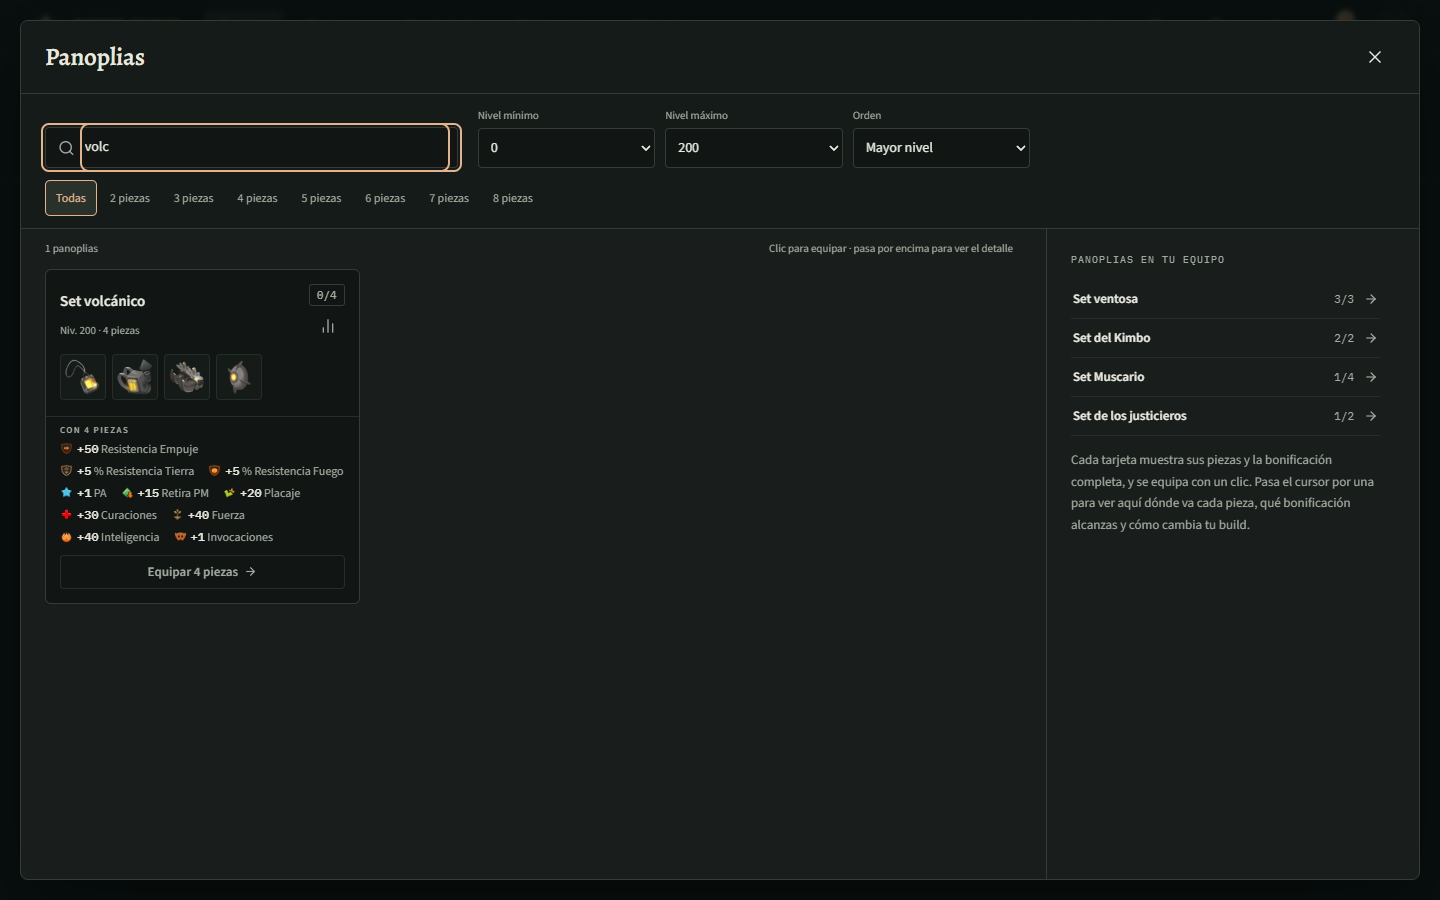 Panoplias
Nivel mínimo
Nivel máximo
Orden
volc
0
200
Mayor nivel
Todas
2 piezas
3 piezas
4 piezas
5 piezas
6 piezas
7 piezas
8 piezas
1 panoplias
Clic para equipar · pasa por encima para ver el detalle
Set volcánico
0/4
Niv. 200 · 4 piezas
CON 4 PIEZAS
+50 Resistencia Empuje
+5 % Resistencia Tierra +5 % Resistencia Fuego
+1 PA +15 Retira PM +20 Placaje
+30 Curaciones +40 Fuerza
+40 Inteligencia +1 Invocaciones
Equipar 4 piezas →
PANOPLIAS EN TU EQUIPO
Set ventosa 3/3 →
Set del Kimbo 2/2 →
Set Muscario 1/4 →
Set de los justicieros 1/2 →
Cada tarjeta muestra sus piezas y la bonificación
completa, y se equipa con un clic. Pasa el cursor por una
para ver aquí dónde va cada pieza, qué bonificación
alcanzas y cómo cambia tu build.